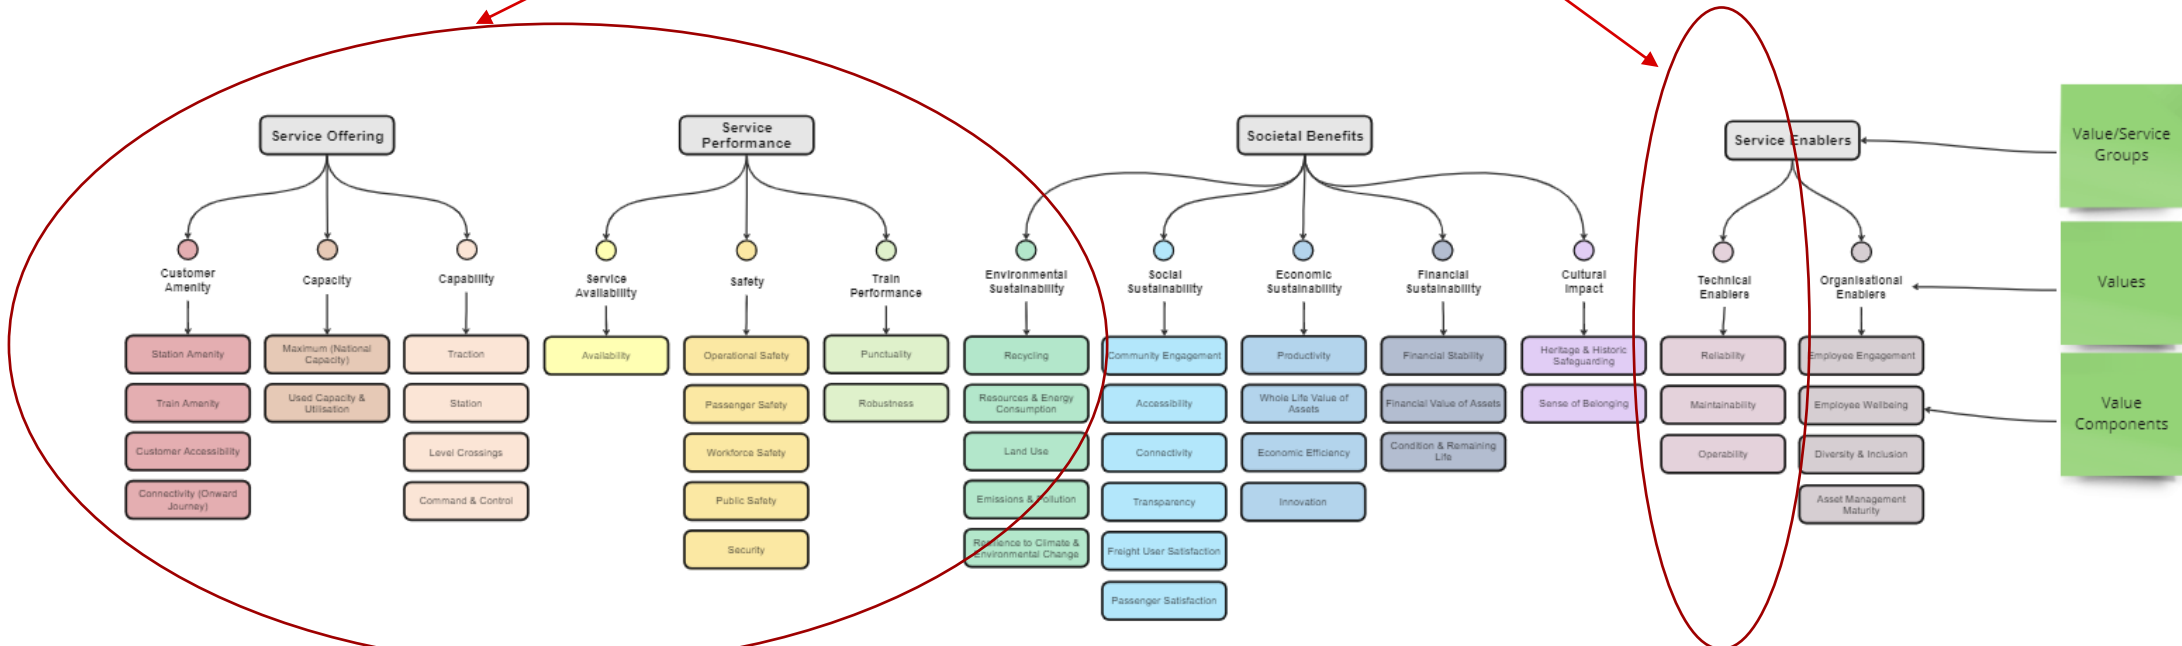 Service Offering
Service
Performance
Societal Benefits
Service Enablers
Value/Service
Groups
Customer
Amenity
Capacity
Capability
Service
Availability
Safety
Train
Performance
Environmental
Sustainability
Social
Sustainability
Economic
Sustainability
Financial
Sustainability
Cultural
Impact
Technical
Enablers
Organisational
Enablers
Values
Station Amenity
Train Amenity
Customer Accessibility
Connectivity (Onward
Journey)
Maximum (National
Capacity)
Used Capacity &
Utilisation
Traction
Station
Level Crossings
Command & Control
Availability
Operational Safety
Passenger Safety
Workforce Safety
Public Safety
Security
Punctuality
Robustness
Recycling
Resources & Energy
Consumption
Land Use
Emissions & Pollution
Resilience to Climate &
Environmental Change
Community Engagement
Accessibility
Connectivity
Transparency
Freight User Satisfaction
Passenger Satisfaction
Productivity
Whole Life Value of
Assets
Economic Efficiency
Innovation
Financial Stability
Financial Value of Assets
Condition & Remaining
Life
Heritage & Historic
Safeguarding
Sense of Belonging
Reliability
Maintainability
Operability
Employee Engagement
Employee Wellbeing
Diversity & Inclusion
Asset Management
Maturity
Value
Components